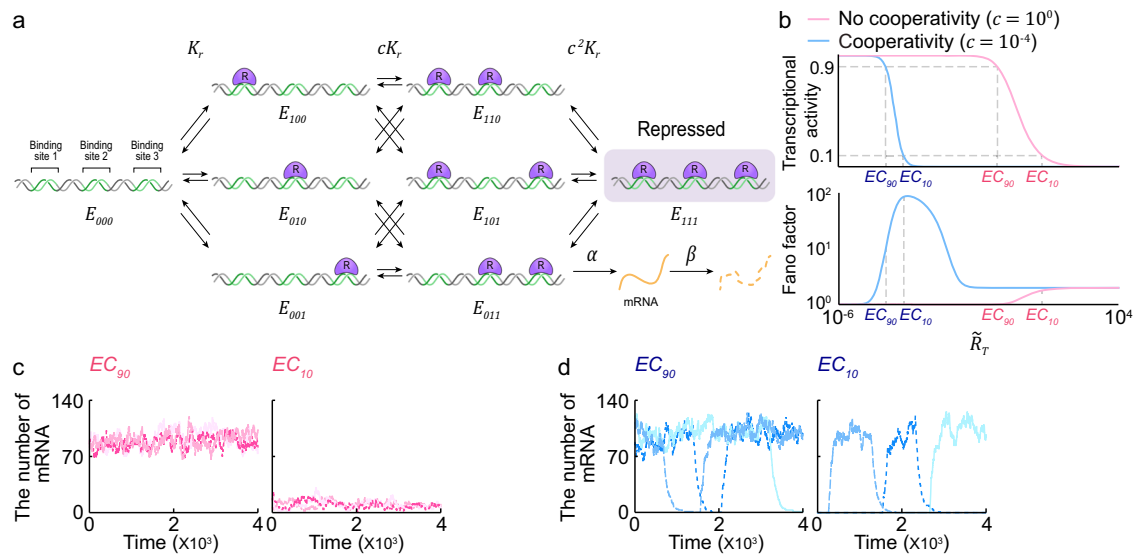 a
K_r
cK_r
c²K_r
R
R
R
E_100
E_110
Binding site 1
Binding site 2
Binding site 3
Repressed
R
R
R
R
R
R
E_000
E_010
E_101
E_111
R
R
R
α
β
mRNA
E_001
E_011
b
No cooperativity (c = 10⁰)
Cooperativity (c = 10⁻⁴)
Transcriptional activity
0.9
0.1
EC_90
EC_10
EC_90
EC_10
Fano factor
10²
10¹
10⁰
10⁻⁶
EC_90
EC_10
EC_90
EC_10
10⁴
R̃_T
c
EC_90
EC_10
The number of mRNA
140
70
0
0
2
4
0
2
4
Time (X10³)
Time (X10³)
d
EC_90
EC_10
The number of mRNA
140
70
0
0
2
4
0
2
4
Time (X10³)
Time (X10³)